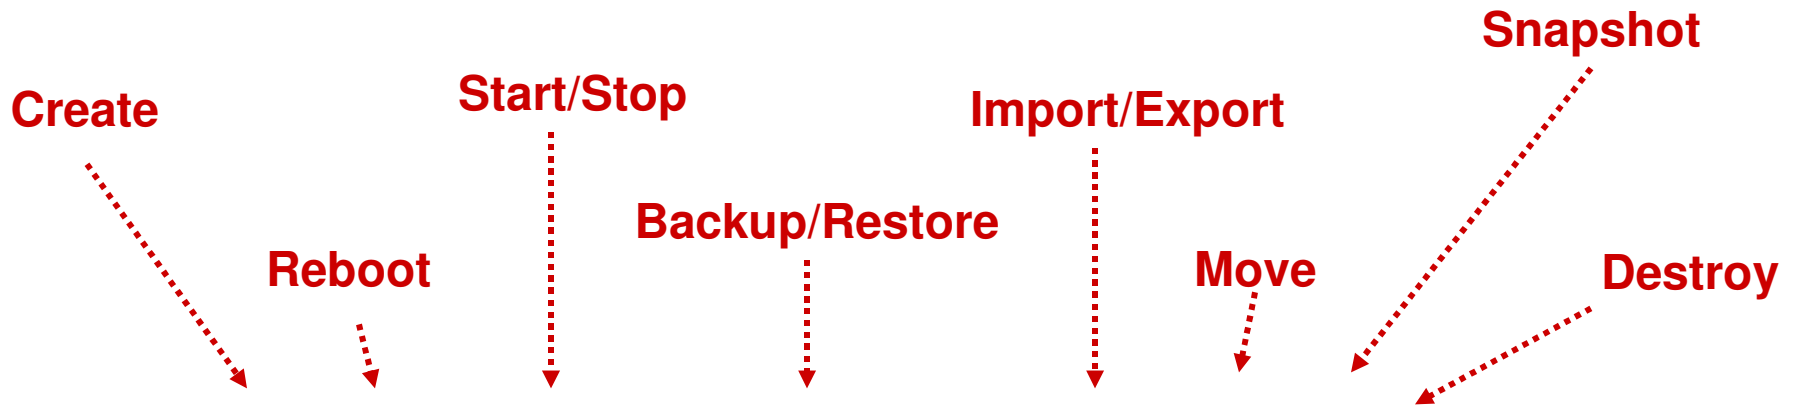 Snapshot
Start/Stop
Create
Import/Export
Backup/Restore
Reboot
Move
Destroy